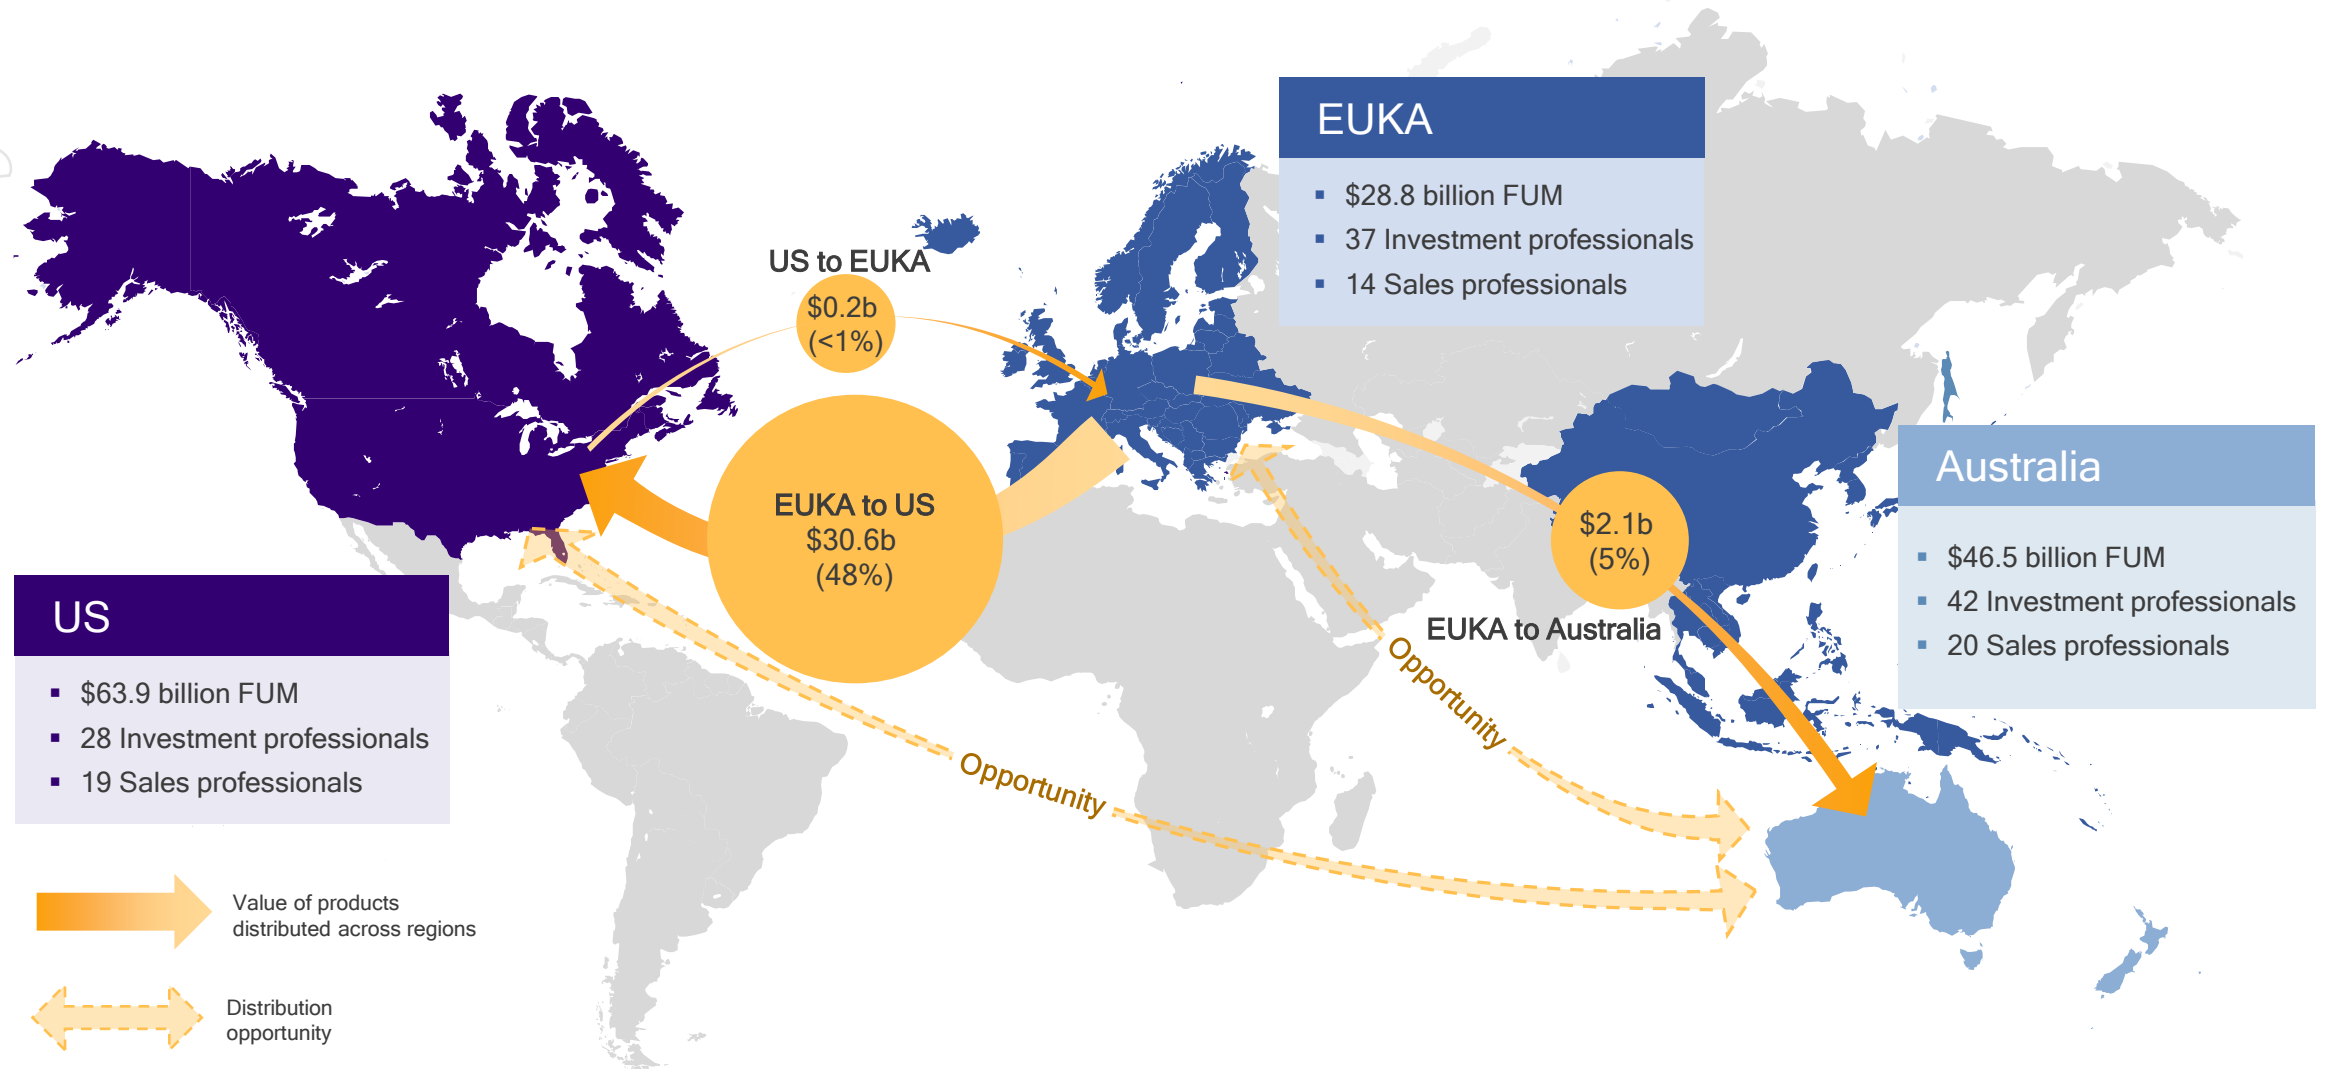 EUKA
$28.8 billion FUM
37 Investment professionals
14 Sales professionals
US to EUKA
$0.2b
(<1%)
EUKA to US
$30.6b
(48%)
$2.1b
(5%)
EUKA to Australia
Australia
$46.5 billion FUM
42 Investment professionals
20 Sales professionals
US
$63.9 billion FUM
28 Investment professionals
19 Sales professionals
Opportunity
Opportunity
Value of products
distributed across regions
Distribution
opportunity